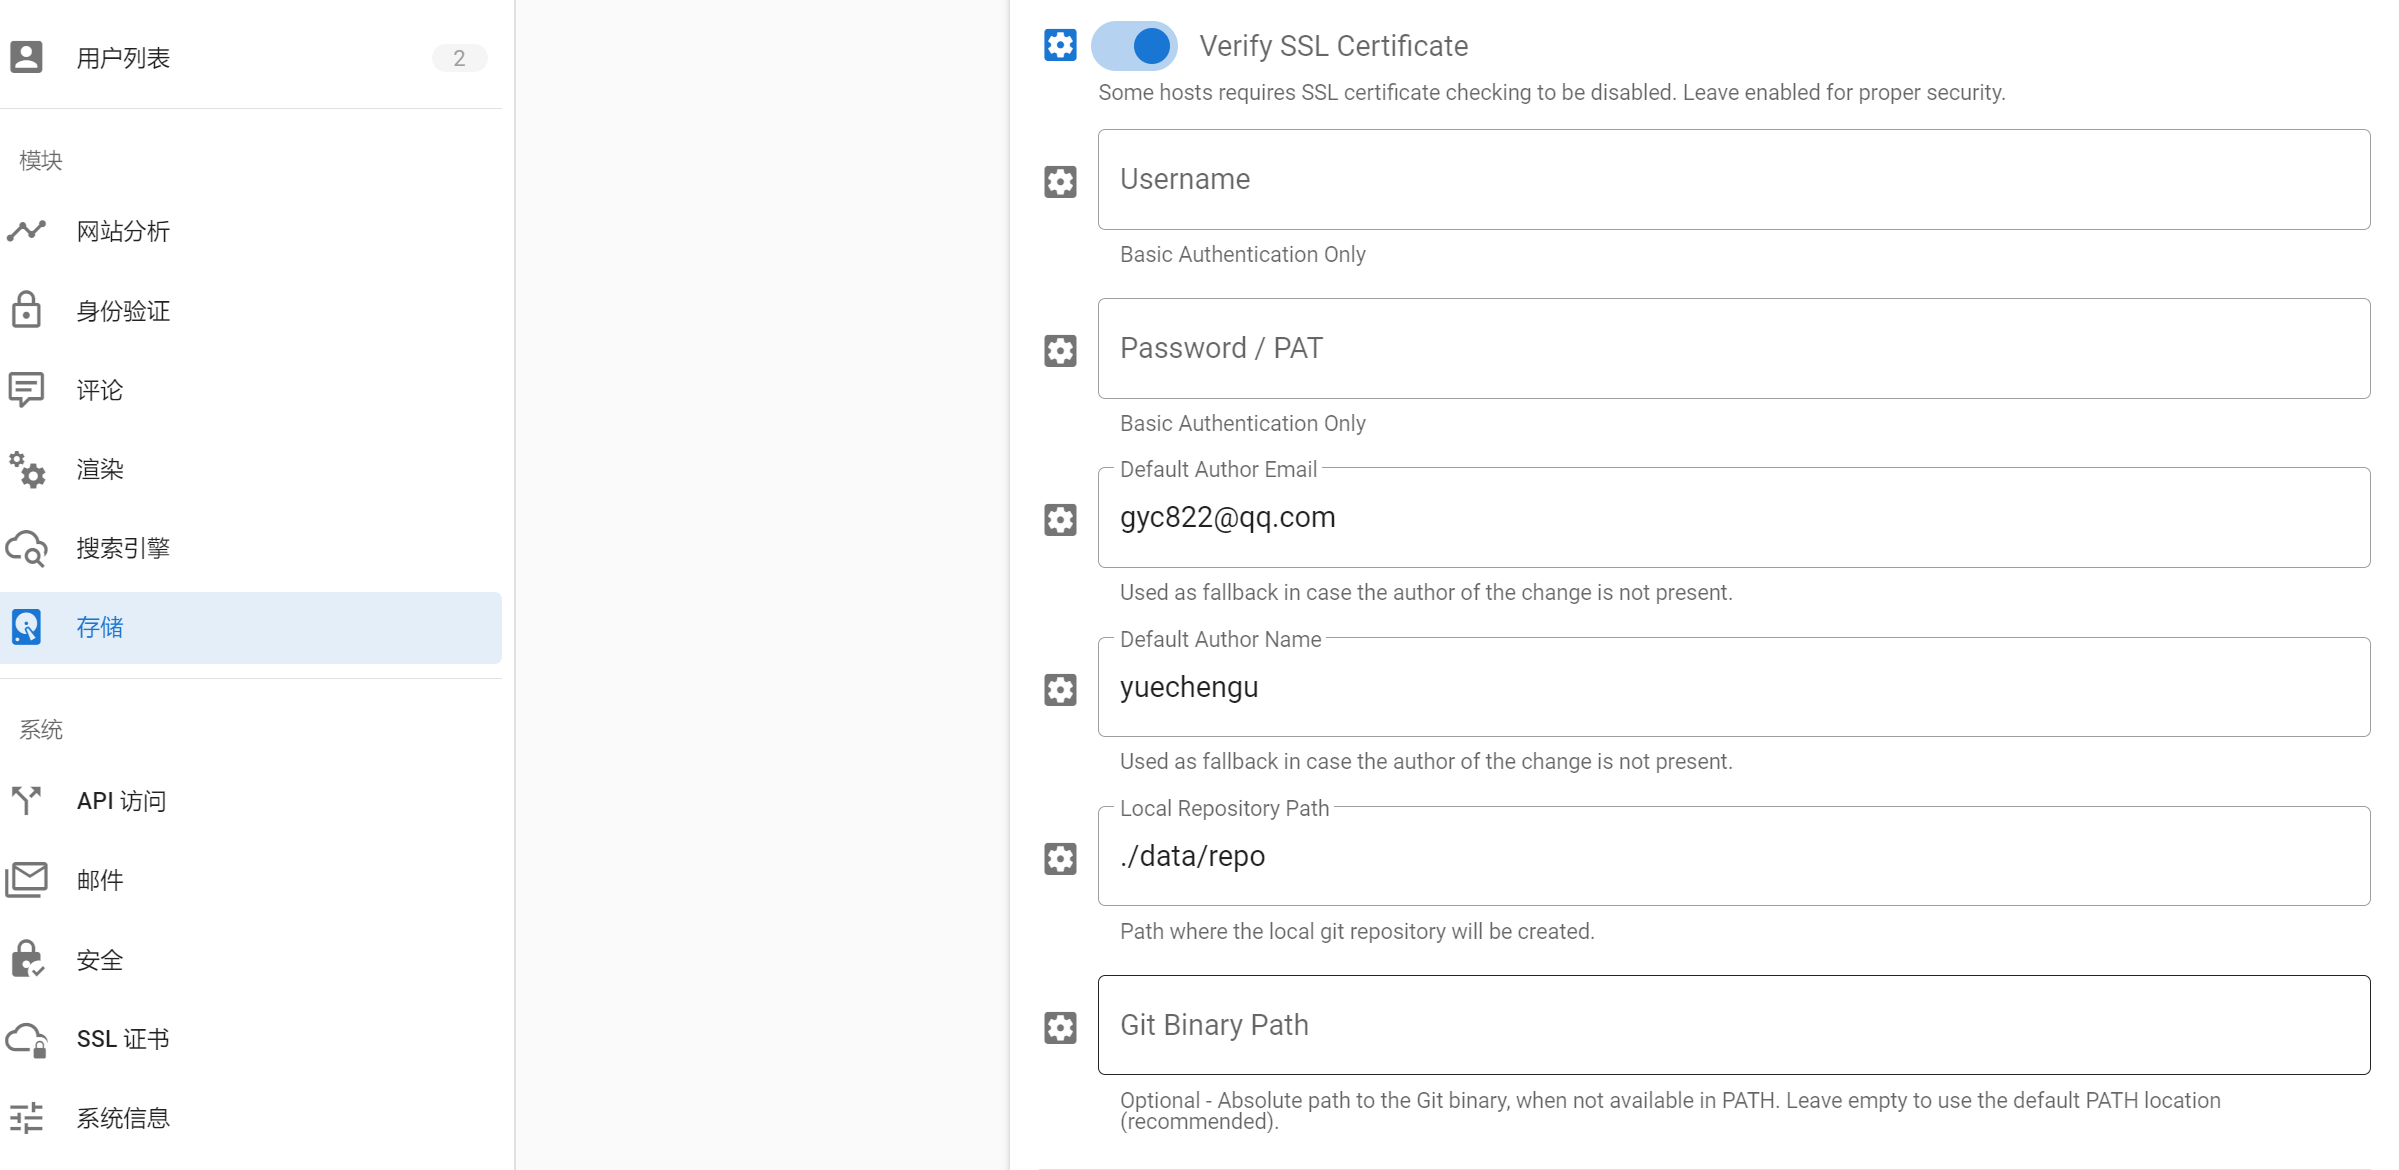 用户列表
2
模块
网站分析
身份验证
评论
渲染
搜索引擎
存储
系统
API 访问
邮件
安全
SSL 证书
系统信息
Verify SSL Certificate
Some hosts requires SSL certificate checking to be disabled. Leave enabled for proper security.
Username
Basic Authentication Only
Password / PAT
Basic Authentication Only
Default Author Email
gyc822@qq.com
Used as fallback in case the author of the change is not present.
Default Author Name
yuechengu
Used as fallback in case the author of the change is not present.
Local Repository Path
./data/repo
Path where the local git repository will be created.
Git Binary Path
Optional - Absolute path to the Git binary, when not available in PATH. Leave empty to use the default PATH location
(recommended).